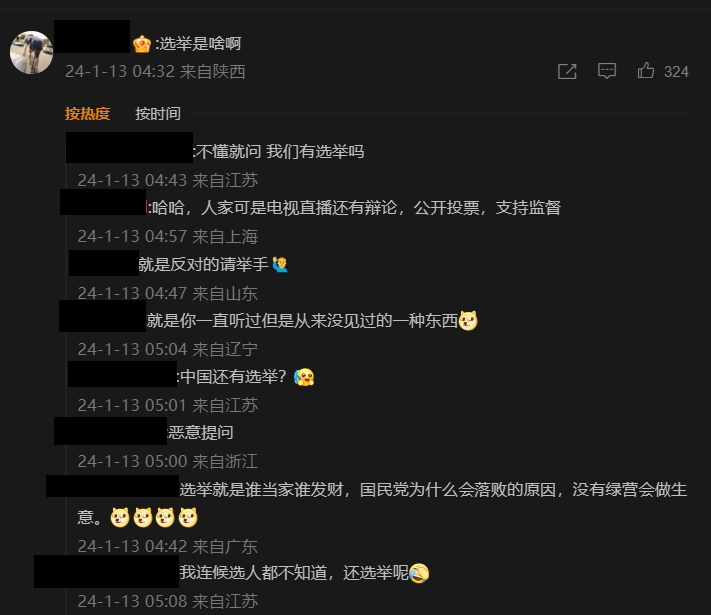 :选举是啥啊
24-1-13 04:32 来自陕西
324
按热度 按时间
:不懂就问 我们有选举吗
24-1-13 04:43 来自江苏
:哈哈，人家可是电视直播还有辩论，公开投票，支持监督
24-1-13 04:57 来自上海
就是反对的请举手
24-1-13 04:47 来自山东
就是你一直听过但是从来没见过的一种东西
24-1-13 05:04 来自辽宁
:中国还有选举？
24-1-13 05:01 来自江苏
:恶意提问
24-1-13 05:00 来自浙江
选举就是谁当家谁发财，国民党为什么会落败的原因，没有绿营会做生
意。
24-1-13 04:42 来自广东
我连候选人都不知道，还选举呢
24-1-13 05:08 来自江苏